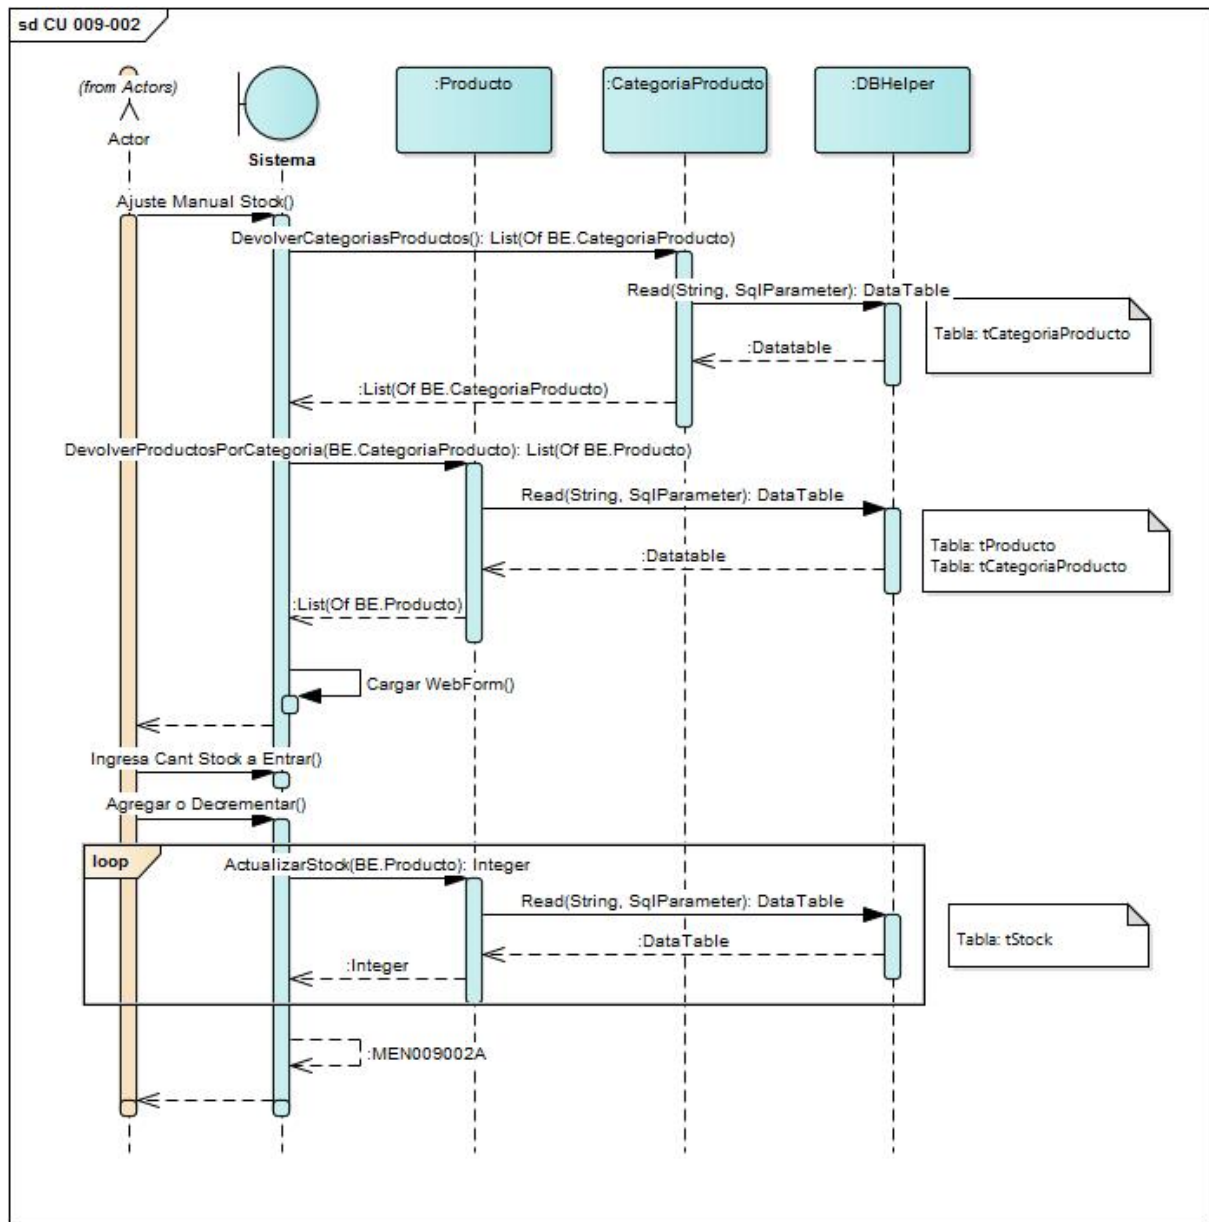 sd CU 009-002
(from Actors)
Actor
Sistema
:Producto
:CategoriaProducto
:DBHelper
Ajuste Manual Stock()
DevolverCategoriasProductos(): List(Of BE.CategoriaProducto)
Read(String, SqlParameter): DataTable
Tabla: tCategoriaProducto
:Datatable
:List(Of BE.CategoriaProducto)
DevolverProductosPorCategoria(BE.CategoriaProducto): List(Of BE.Producto)
Read(String, SqlParameter): DataTable
Tabla: tProducto
Tabla: tCategoriaProducto
:Datatable
:List(Of BE.Producto)
Cargar WebForm()
Ingresa Cant Stock a Entrar()
Agregar o Decrementar()
loop
ActualizarStock(BE.Producto): Integer
Read(String, SqlParameter): DataTable
Tabla: tStock
:DataTable
:Integer
:MEN009002A